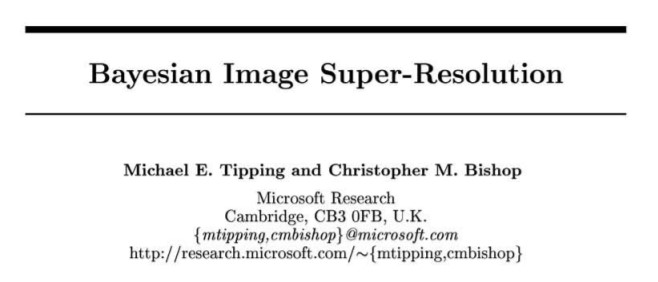 Bayesian Image Super-Resolution
Michael E. Tipping and Christopher M. Bishop
Microsoft Research
Cambridge, CB3 0FB, U.K.
{mtipping,cmbishop}@microsoft.com
http://research.microsoft.com/∼{mtipping,cmbishop}